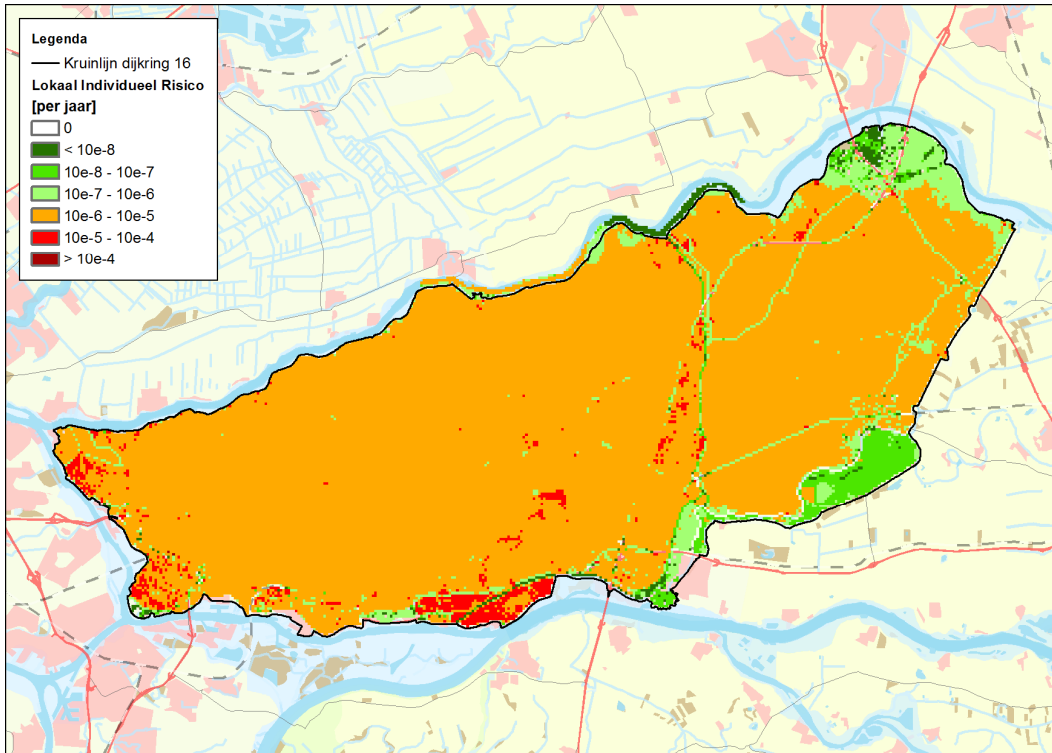 Legenda
Kruinlijn dijkring 16
Lokaal Individueel Risico
[per jaar]
0
< 10e-8
10e-8 - 10e-7
10e-7 - 10e-6
10e-6 - 10e-5
10e-5 - 10e-4
> 10e-4